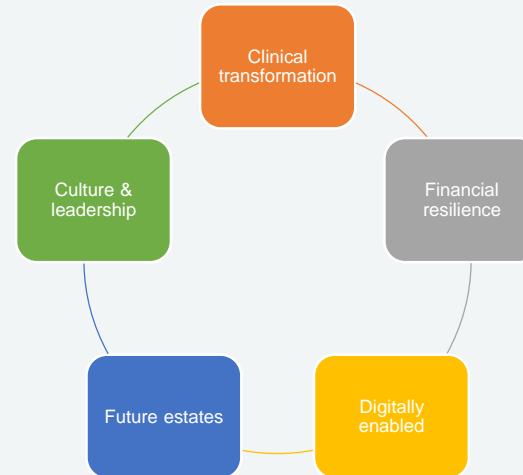 Clinical
transformation
Financial
resilience
Digitally
enabled
Future estates
Culture &
leadership